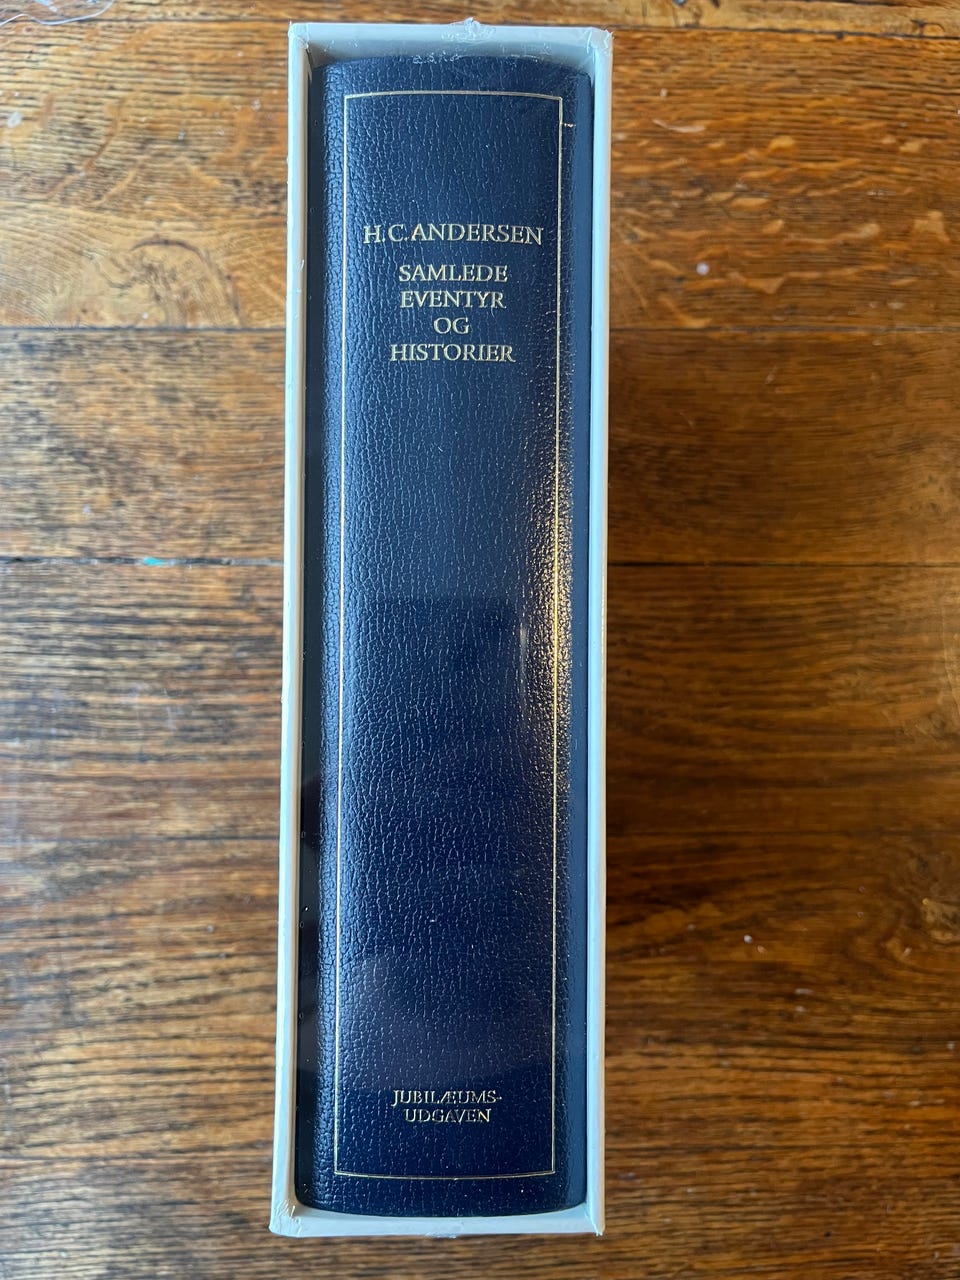 H.C.ANDERSEN
SAMLEDE
EVENTYR
OG
HISTORIER
JUBILÆUMS-
UDGAVEN